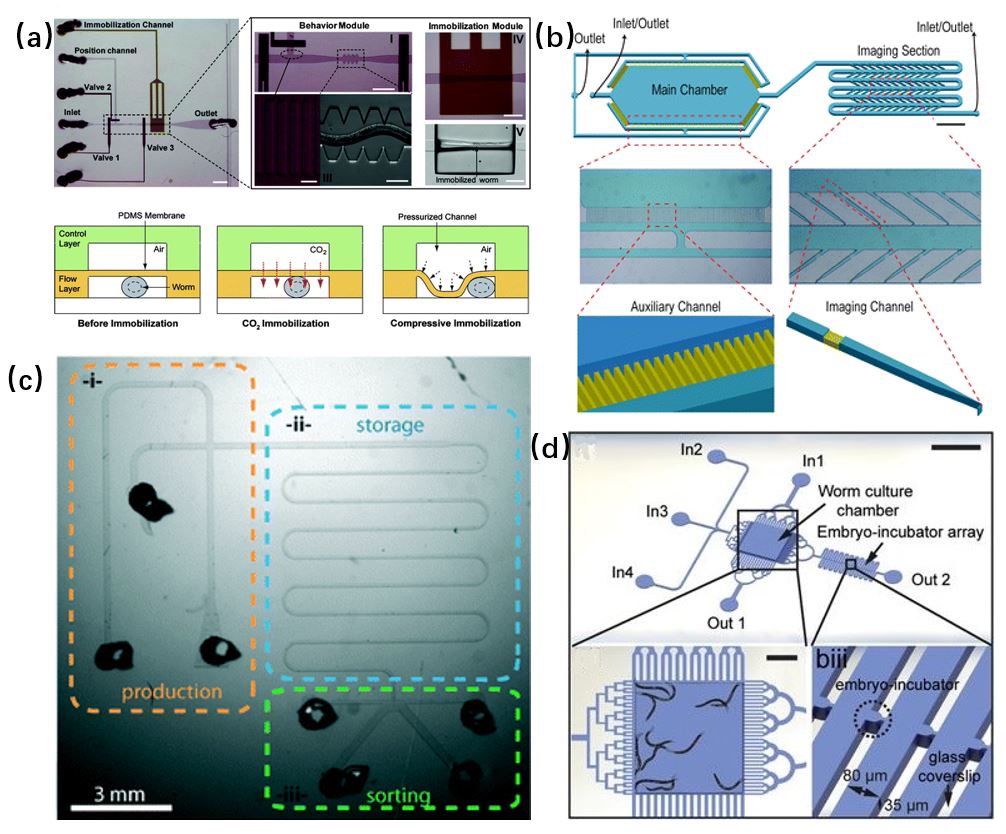 (a)
Immobilization Channel
Position channel
Valve 2
Inlet
Valve 1
Valve 3
Outlet
Behavior Module
I
III
Immobilization Module
IV
V
Immobilized worm
PDMS Membrane
Control
Layer
Flow
Layer
Air
Worm
Before Immobilization
CO2
CO2 Immobilization
Pressurized Channel
Air
Compressive Immobilization
(b)
Outlet
Inlet/Outlet
Main Chamber
Inlet/Outlet
Imaging Section
Auxiliary Channel
Imaging Channel
(c)
-i-
production
-ii-
storage
-iii-
sorting
3 mm
(d)
In2
In1
In3
In4
Worm culture
chamber
Embryo-incubator array
Out 2
Out 1
biii
embryo-incubator
glass
coverslip
80 µm
35 µm